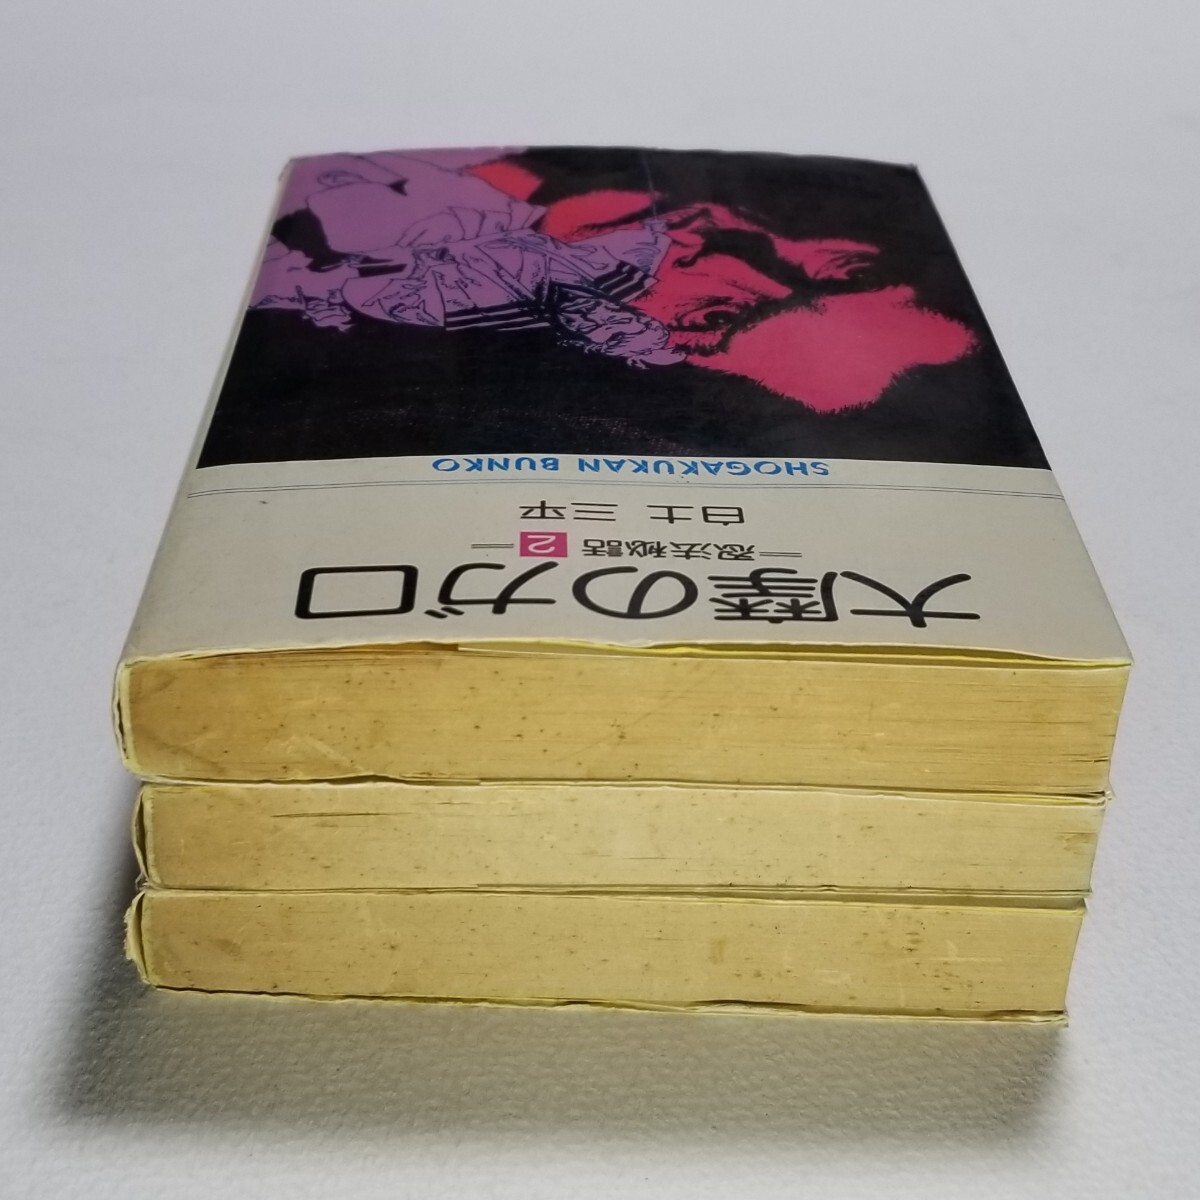 大摩のガロ
=忍法秘話 2=
白土 三平
SHOGAKUKAN BUNKO